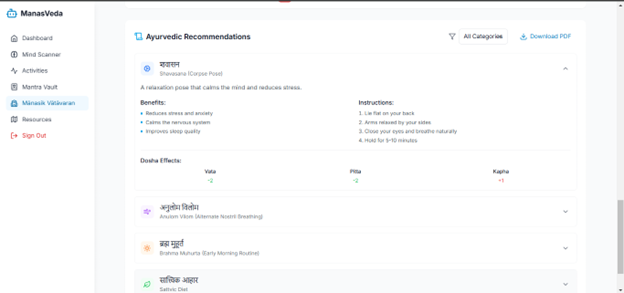 ManasVeda
Dashboard
Mind Scanner
Activities
Mantra Vault
Mānasik Vātāvaran
Resources
Sign Out
Ayurvedic Recommendations
All Categories
Download PDF
शवासन
Shavasana (Corpse Pose)
A relaxation pose that calms the mind and reduces stress.
Benefits:
• Reduces stress and anxiety
• Calms the nervous system
• Improves sleep quality
Instructions:
1. Lie flat on your back
2. Arms relaxed by your sides
3. Close your eyes and breathe naturally
4. Hold for 5-10 minutes
Dosha Effects:
Vata Pitta Kapha
-2 -2 +1
अनुलोम विलोम
Anulom Vilom (Alternate Nostril Breathing)
ब्रह्म मुहूर्त
Brahma Muhurta (Early Morning Routine)
सात्त्विक आहार
Sattvic Diet